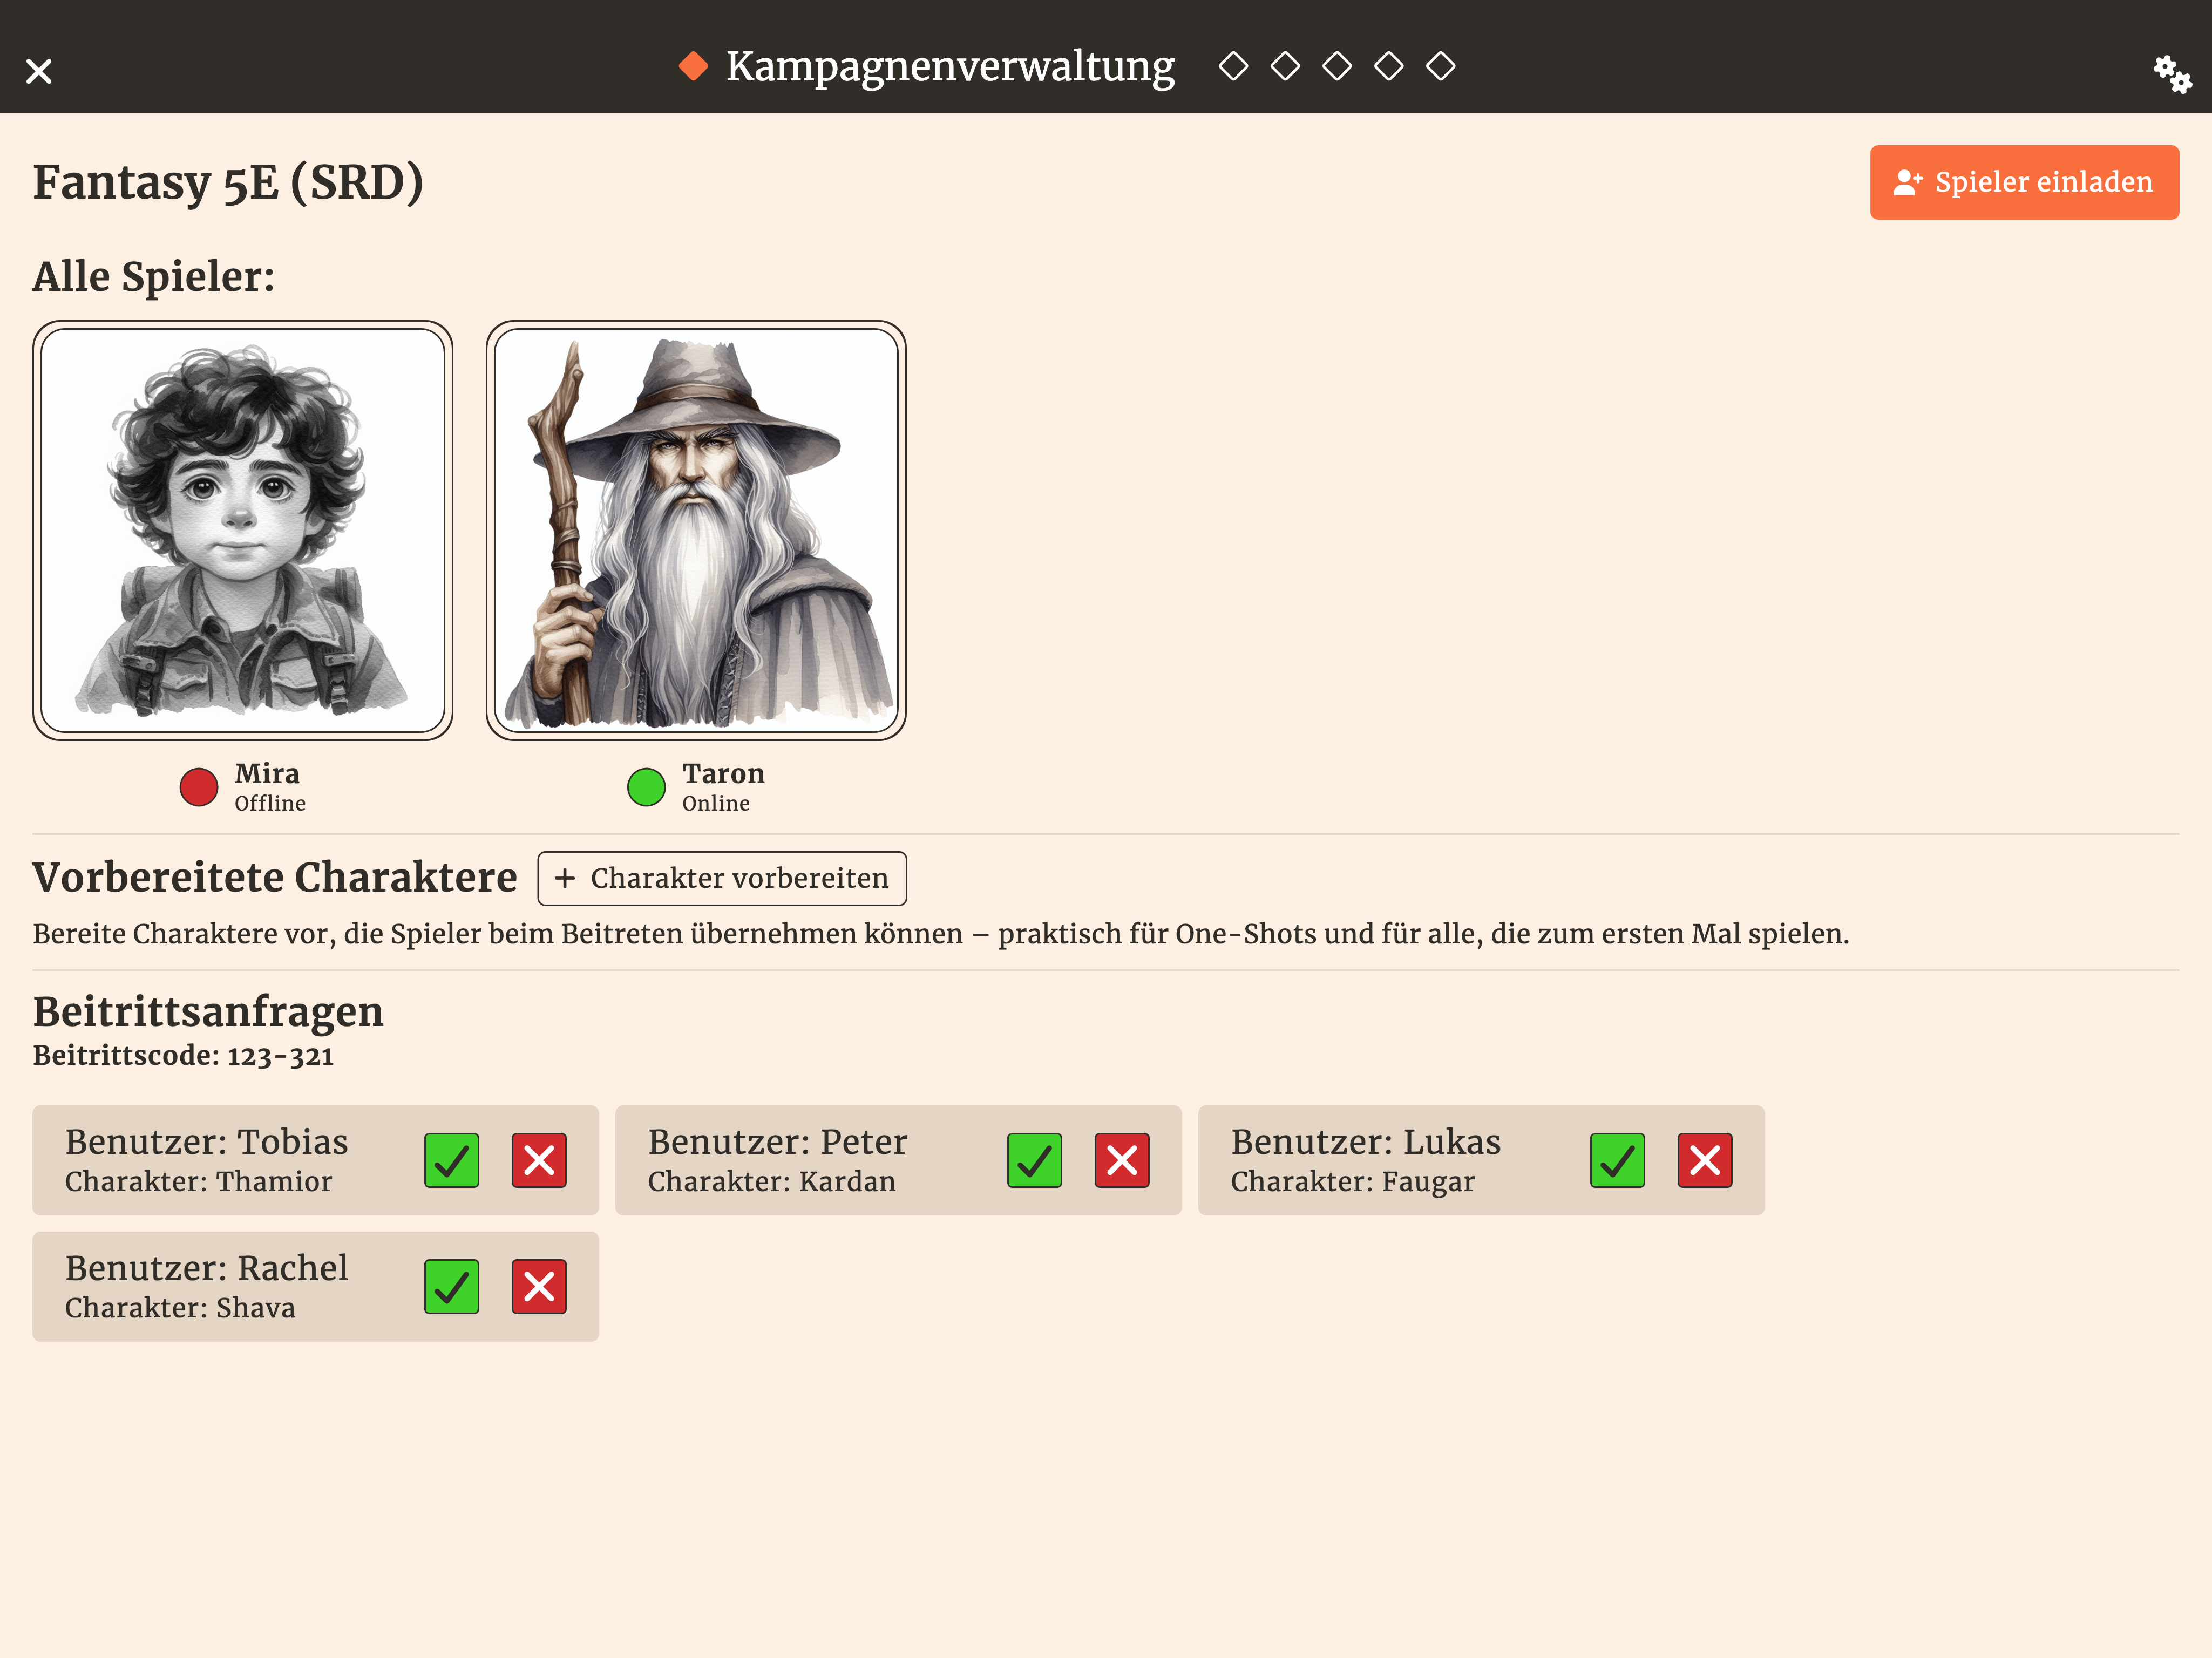 Kampagnenverwaltung
Fantasy 5E (SRD)
Spieler einladen
Alle Spieler:
Mira
Offline
Taron
Online
Vorbereitete Charaktere
Charakter vorbereiten
Bereite Charaktere vor, die Spieler beim Beitreten übernehmen können – praktisch für One-Shots und für alle, die zum ersten Mal spielen.
Beitrittsanfragen
Beitrittscode: 123-321
Benutzer: Tobias
Charakter: Thamior
Benutzer: Peter
Charakter: Kardan
Benutzer: Lukas
Charakter: Faugar
Benutzer: Rachel
Charakter: Shava